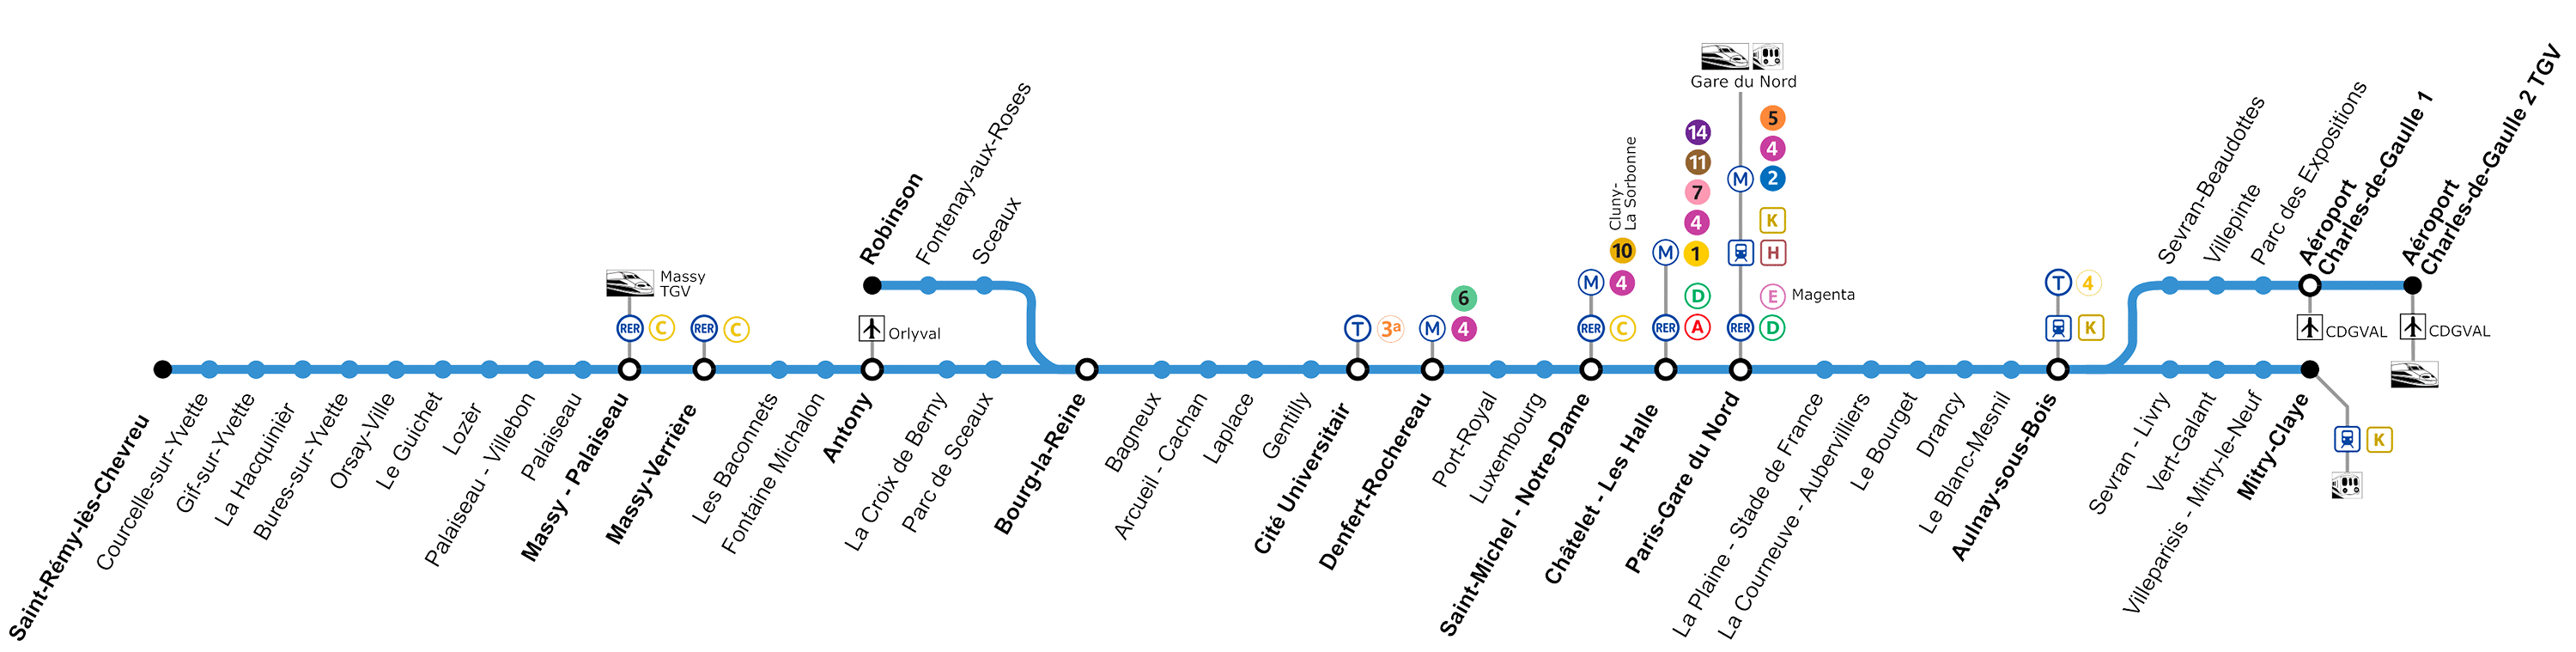 Saint-Rémy-lès-Chevreu
Courcelle-sur-Yvette
Gif-sur-Yvette
La Hacquinièr
Bures-sur-Yvette
Orsay-Ville
Le Guichet
Lozèr
Palaiseau - Villebon
Palaiseau
Massy - Palaiseau
Massy
TGV
RER C
Massy-Verrière
RER C
Les Baconnets
Fontaine Michalon
Antony
Orlyval
La Croix de Berny
Parc de Sceaux
Robinson
Fontenay-aux-Roses
Sceaux
Bourg-la-Reine
Bagneux
Arcueil - Cachan
Laplace
Gentilly
Cité Universitair
T 3a
Denfert-Rochereau
6
M 4
Port-Royal
Luxembourg
Saint-Michel - Notre-Dame
Cluny-
La Sorbonne
10
M 4
RER C
Châtelet - Les Halle
14
11
7
4
M 1
D
RER A
Paris-Gare du Nord
Gare du Nord
5
4
M 2
K
H
E Magenta
RER D
La Plaine - Stade de France
La Courneuve - Aubervilliers
Le Bourget
Drancy
Le Blanc-Mesnil
Aulnay-sous-Bois
T 4
K
Sevran-Beaudottes
Villepinte
Parc des Expositions
Aéroport
Charles-de-Gaulle 1
CDGVAL
Aéroport
Charles-de-Gaulle 2 TGV
CDGVAL
Sevran - Livry
Vert-Galant
Villeparisis - Mitry-le-Neuf
Mitry-Claye
K